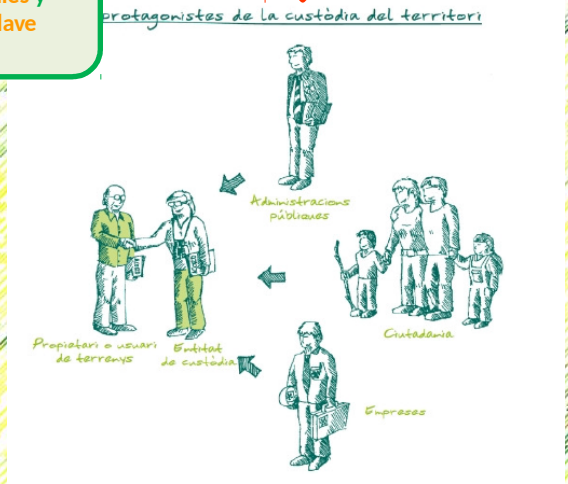 les y
lave
protagonistes de la custòdia del territori
Administracions
públiques
Ciutadania
Propietari o usuari
de terrenys
Entitat
de custòdia
Empreses